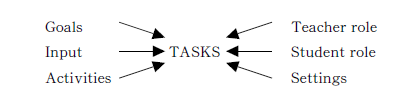 Goals Teacher role
Input TASKS Student role
Activities Settings